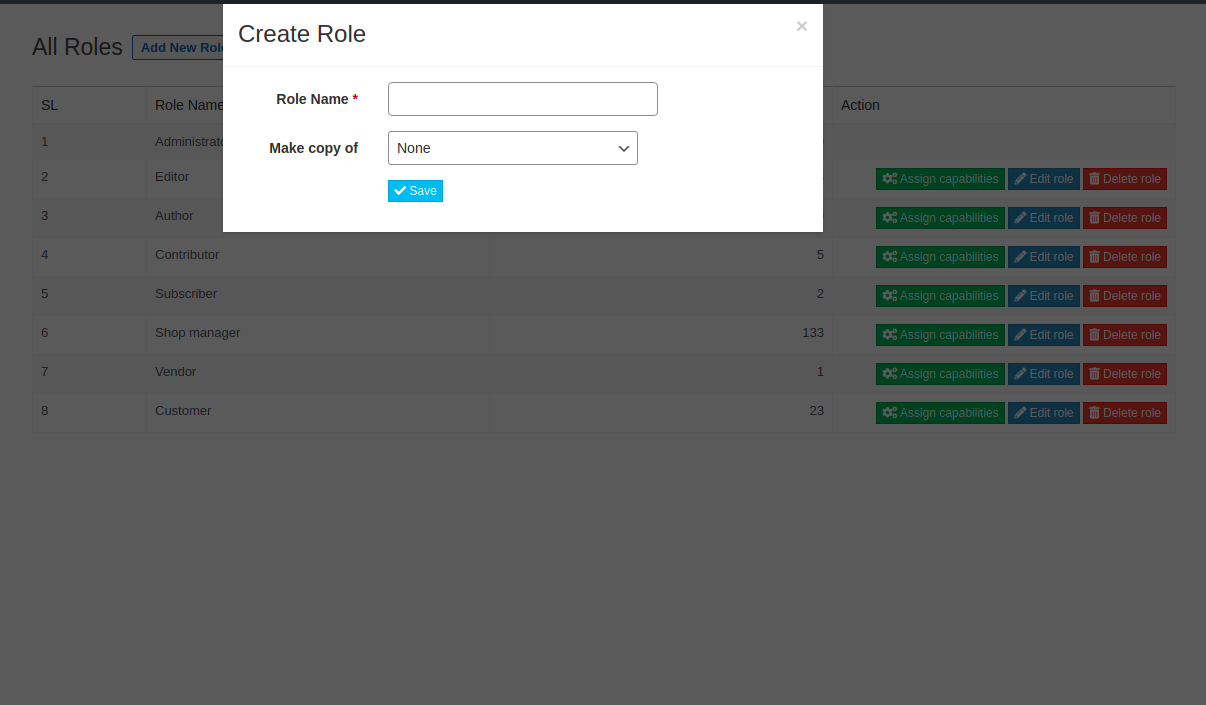 Create Role ×
All Roles Add New Role
Role Name *
Make copy of None
Save
SL Role Name Action
1 Administrator
2 Editor Assign capabilities Edit role Delete role
3 Author Assign capabilities Edit role Delete role
4 Contributor 5 Assign capabilities Edit role Delete role
5 Subscriber 2 Assign capabilities Edit role Delete role
6 Shop manager 133 Assign capabilities Edit role Delete role
7 Vendor 1 Assign capabilities Edit role Delete role
8 Customer 23 Assign capabilities Edit role Delete role